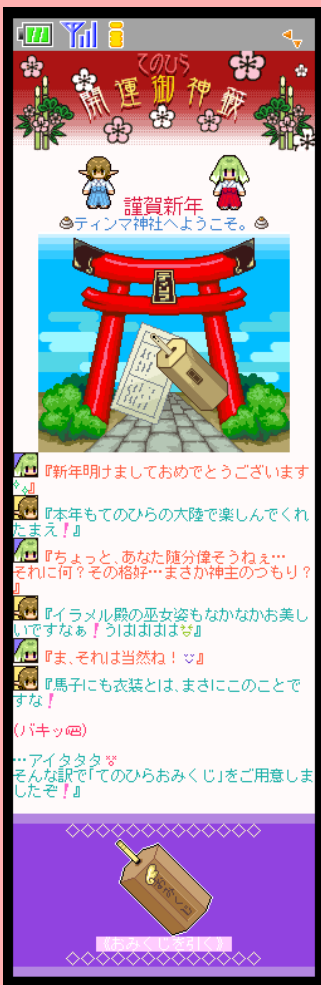 てのひら
開運御神籤
謹賀新年
ティンマ神社へようこそ。
ティンマ
『新年明けましておめでとうございます
』
『本年もてのひらの大陸で楽しんでくれ
たまえ！』
『ちょっと、あなた随分偉そうねぇ…
それに何？その格好…まさか神主のつもり？
』
『イラメル殿の巫女姿もなかなかお美し
いですなぁ！うはははは』
『ま、それは当然ね！』
『馬子にも衣装とは、まさにこのことで
すな！
(バキッ)
…アイタタタ
そんな訳で「てのひらおみくじ」をご用意しま
したぞ！』
◇◇◇◇◇◇◇◇◇◇◇◇◇
おみくじ
《おみくじを引く》
◇◇◇◇◇◇◇◇◇◇◇◇◇